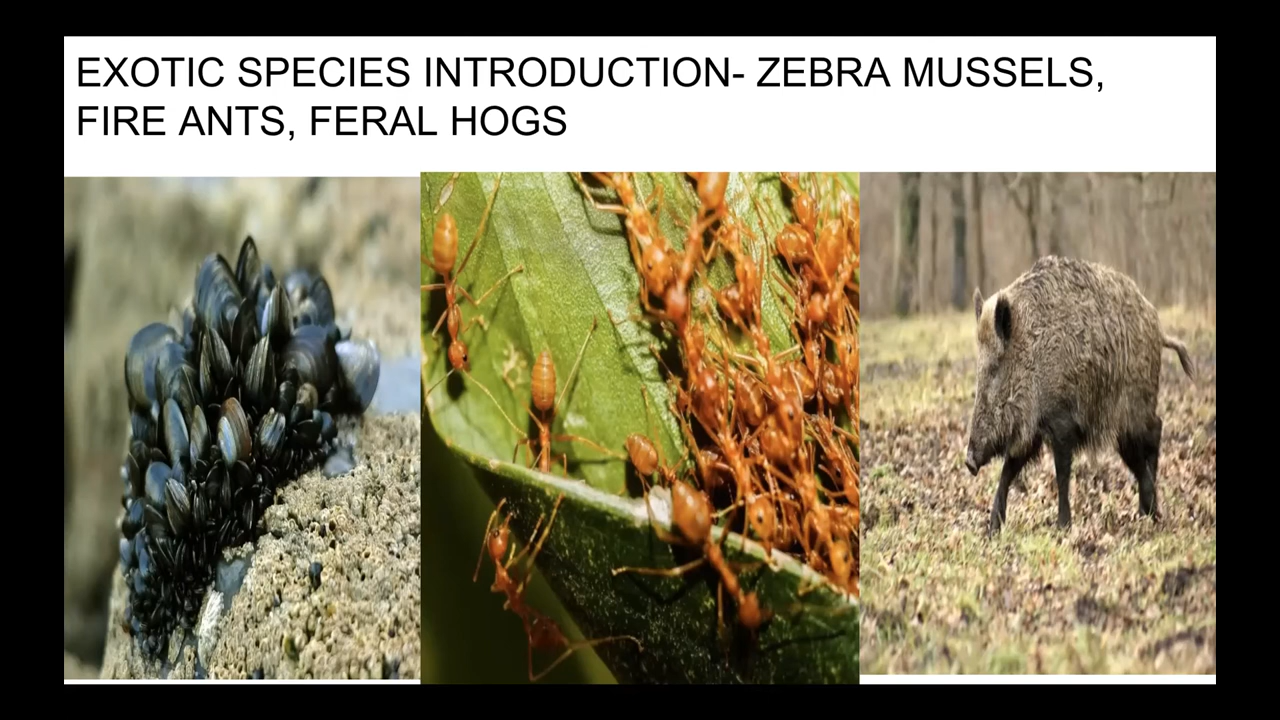 EXOTIC SPECIES INTRODUCTION- ZEBRA MUSSELS,
FIRE ANTS, FERAL HOGS